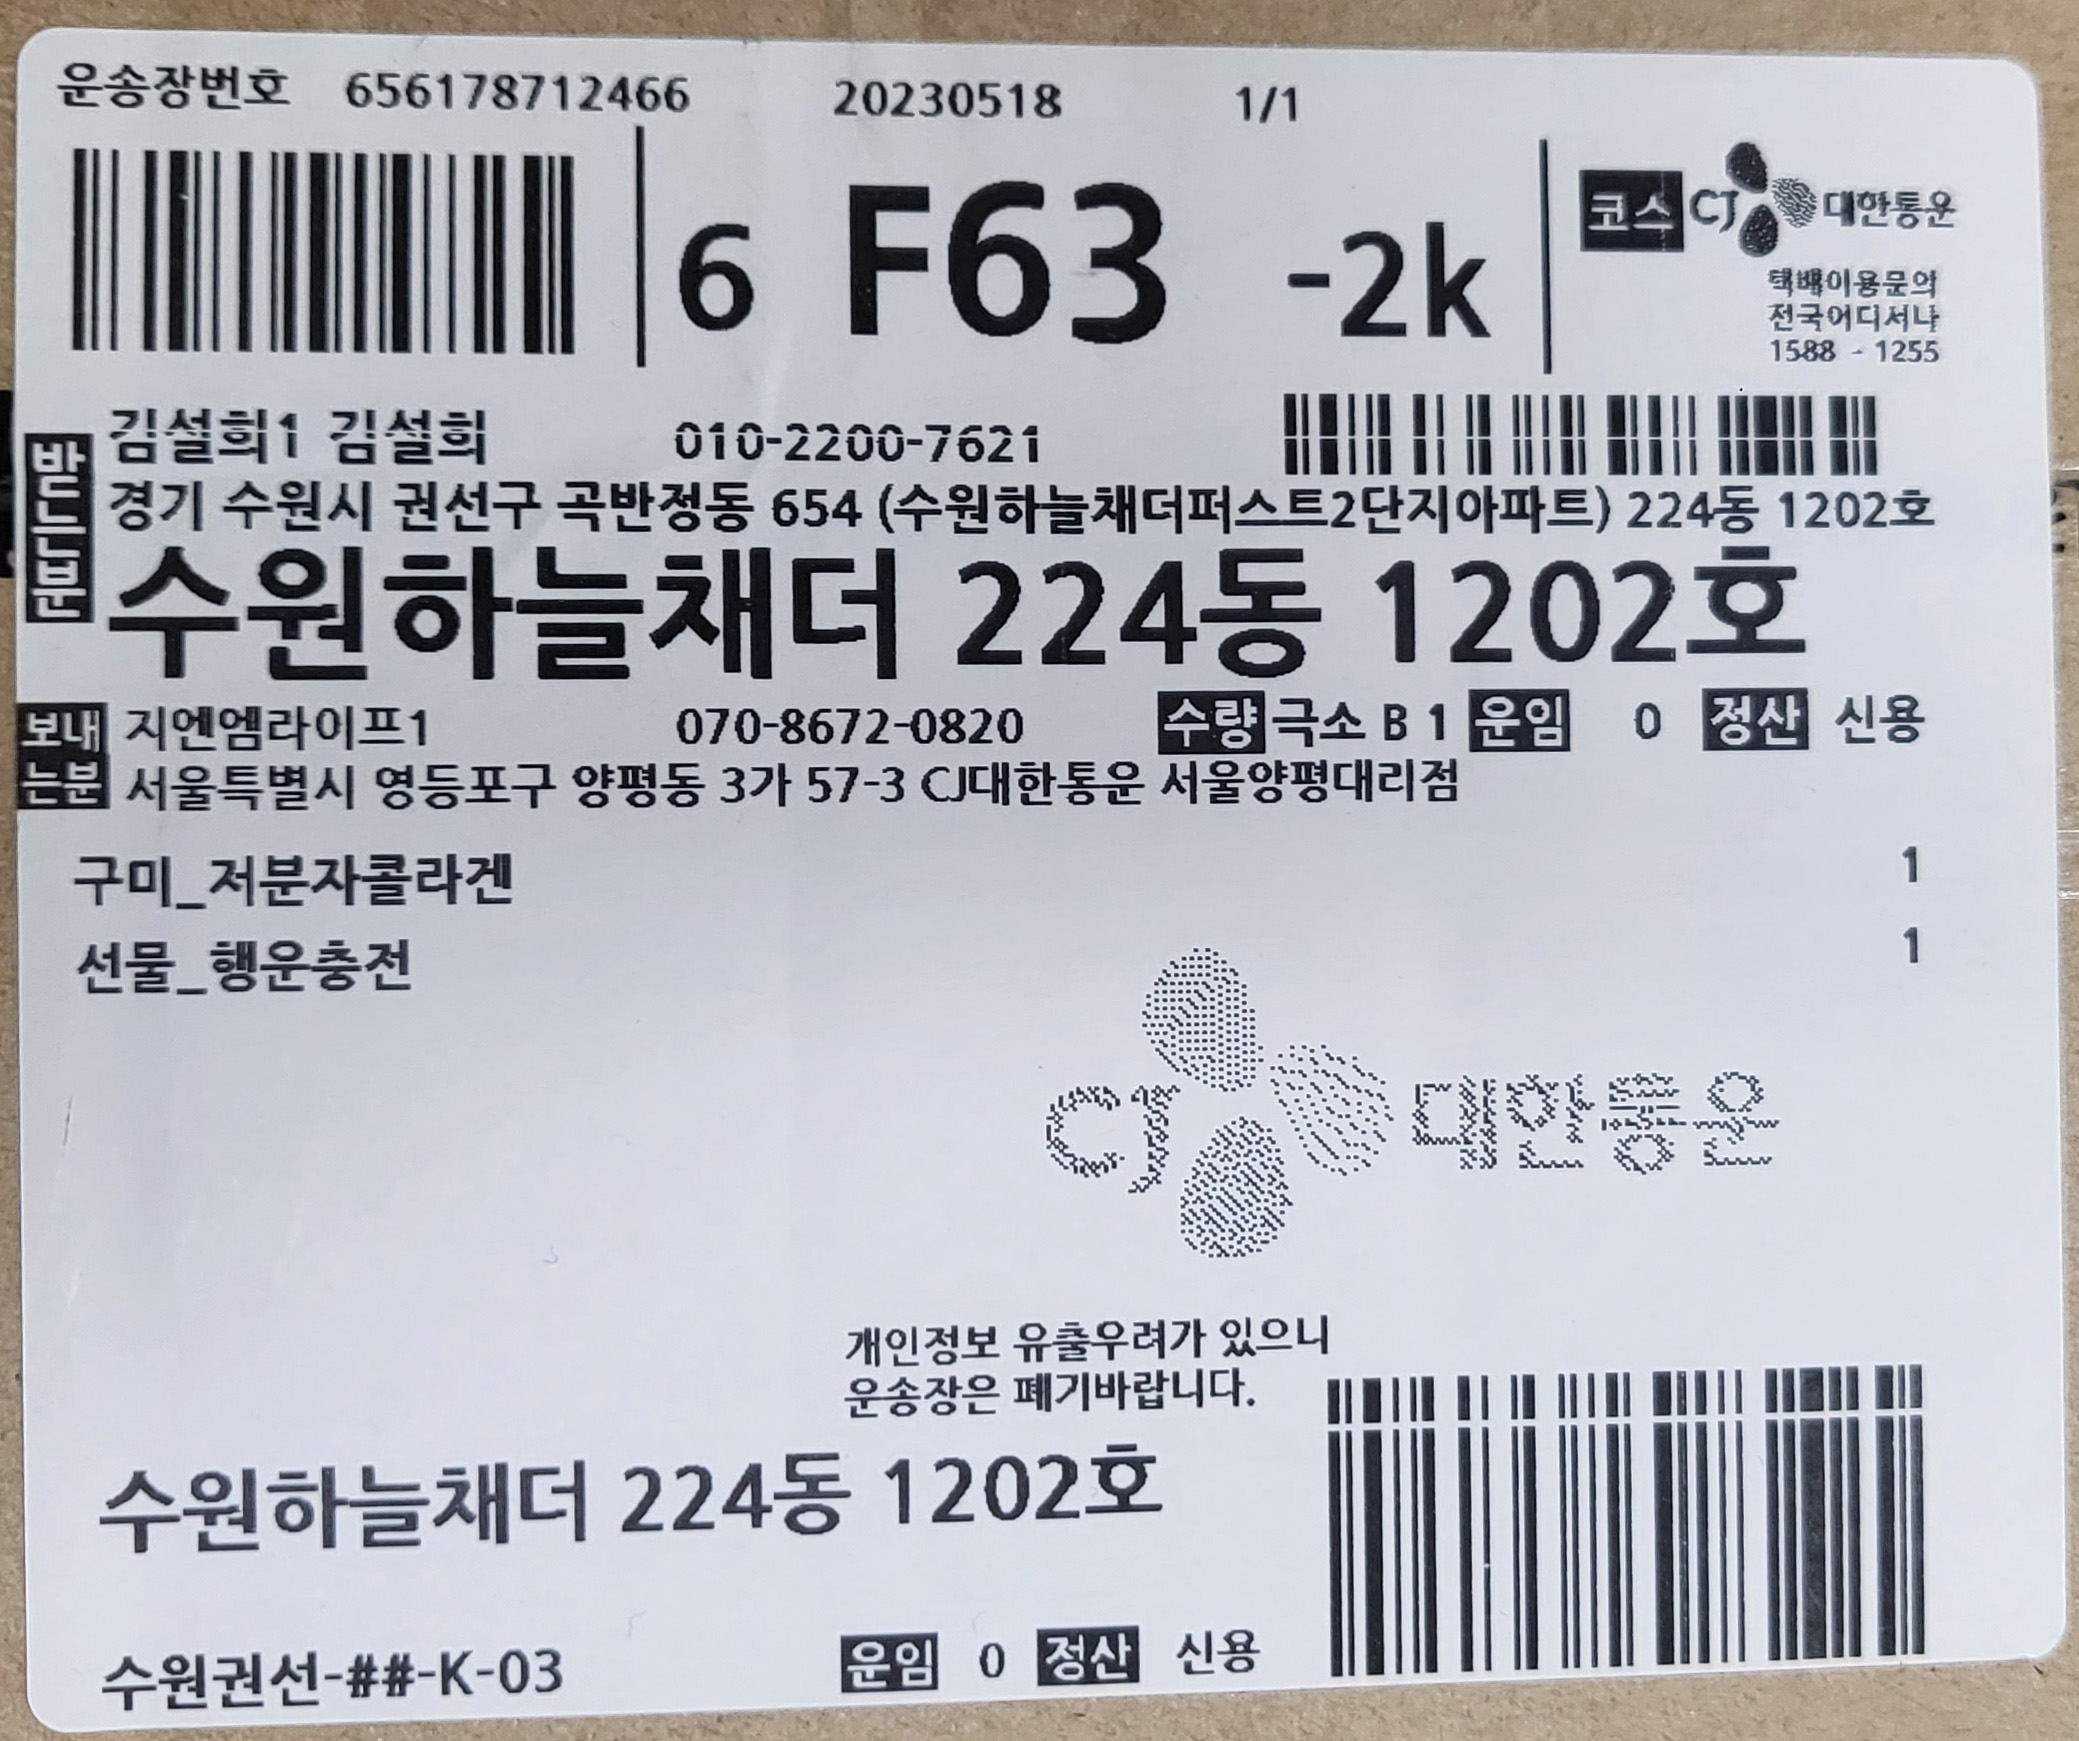 운송장번호 656178712466 20230518 1/1
6 F63 -2k
코스 CJ 대한통운
택배이용문의
전국어디서나
1588 - 1255
받는분
김설희1 김설희 010-2200-7621
경기 수원시 권선구 곡반정동 654 (수원하늘채더퍼스트2단지아파트) 224동 1202호
수원하늘채더 224동 1202호
보내는분
지엔엠라이프1 070-8672-0820 수량 극소 B 1 운임 0 정산 신용
서울특별시 영등포구 양평동 3가 57-3 CJ대한통운 서울양평대리점
구미_저분자콜라겐 1
선물_행운충전 1
CJ 대한통운
개인정보 유출우려가 있으니
운송장은 폐기바랍니다.
수원하늘채더 224동 1202호
수원권선-##-K-03 운임 0 정산 신용